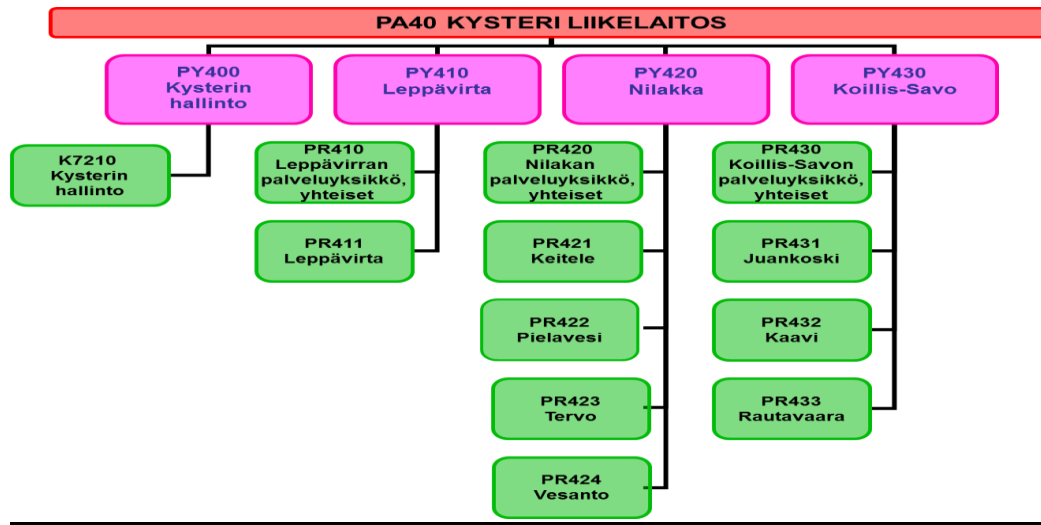 PA40 KYSTERI LIIKELAITOS
PY400
Kysterin
hallinto
PY410
Leppävirta
PY420
Nilakka
PY430
Koillis-Savo
K7210
Kysterin
hallinto
PR410
Leppävirran
palveluyksikkö,
yhteiset
PR411
Leppävirta
PR420
Nilakan
palveluyksikkö,
yhteiset
PR421
Keitele
PR422
Pielavesi
PR423
Tervo
PR424
Vesanto
PR430
Koillis-Savon
palveluyksikkö,
yhteiset
PR431
Juankoski
PR432
Kaavi
PR433
Rautavaara